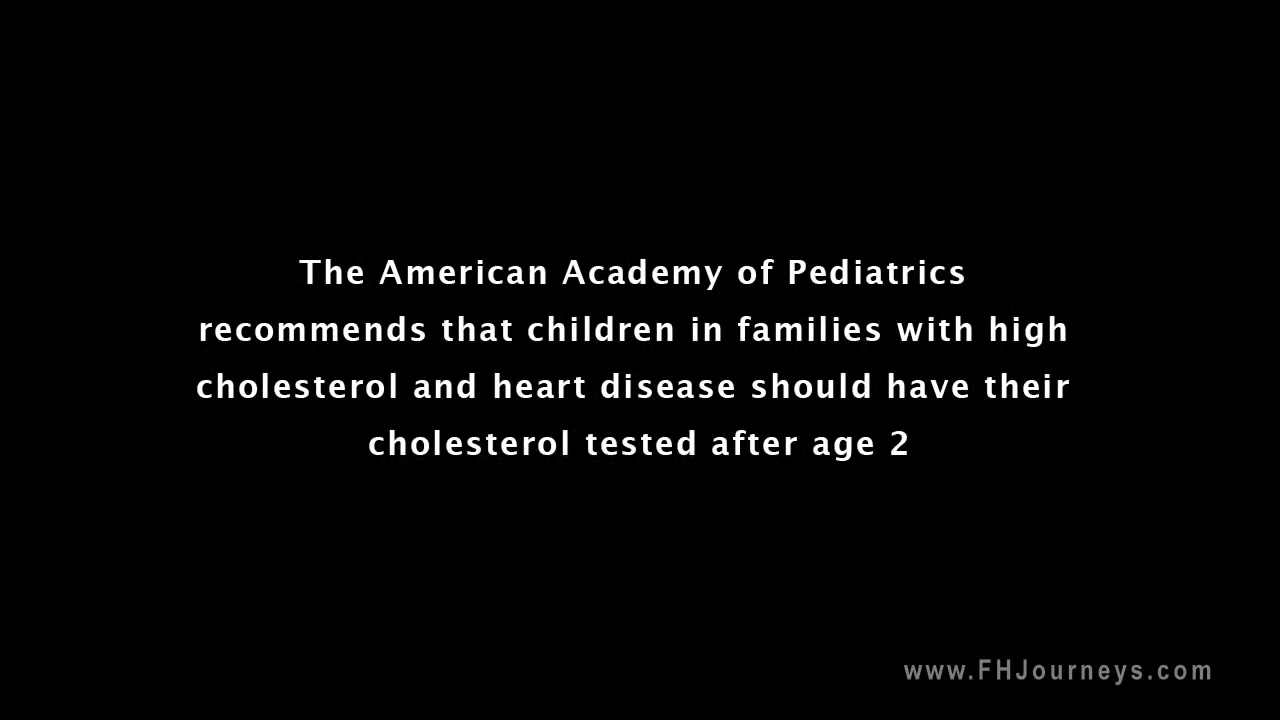 The American Academy of Pediatrics
recommends that children in families with high
cholesterol and heart disease should have their
cholesterol tested after age 2
www.FHJourneys.com